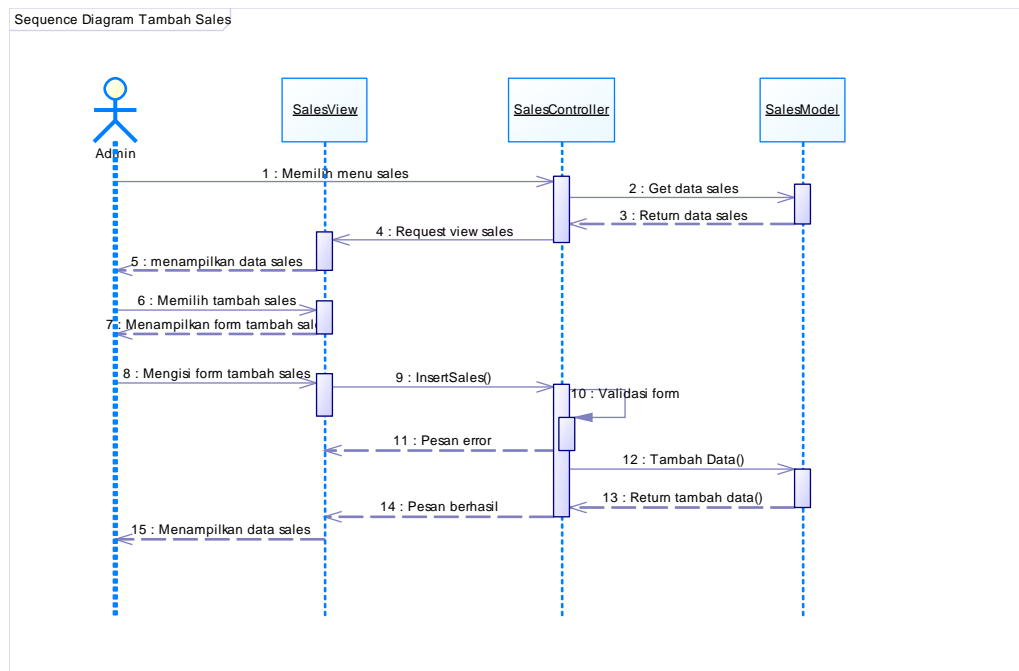 Sequence Diagram Tambah Sales
SalesView
SalesController
SalesModel
Admin
1 : Memilih menu sales
2 : Get data sales
3 : Return data sales
4 : Request view sales
5 : menampilkan data sales
6 : Memilih tambah sales
7 : Menampilkan form tambah sal
8 : Mengisi form tambah sales
9 : InsertSales()
10 : Validasi form
11 : Pesan error
12 : Tambah Data()
13 : Return tambah data()
14 : Pesan berhasil
15 : Menampilkan data sales